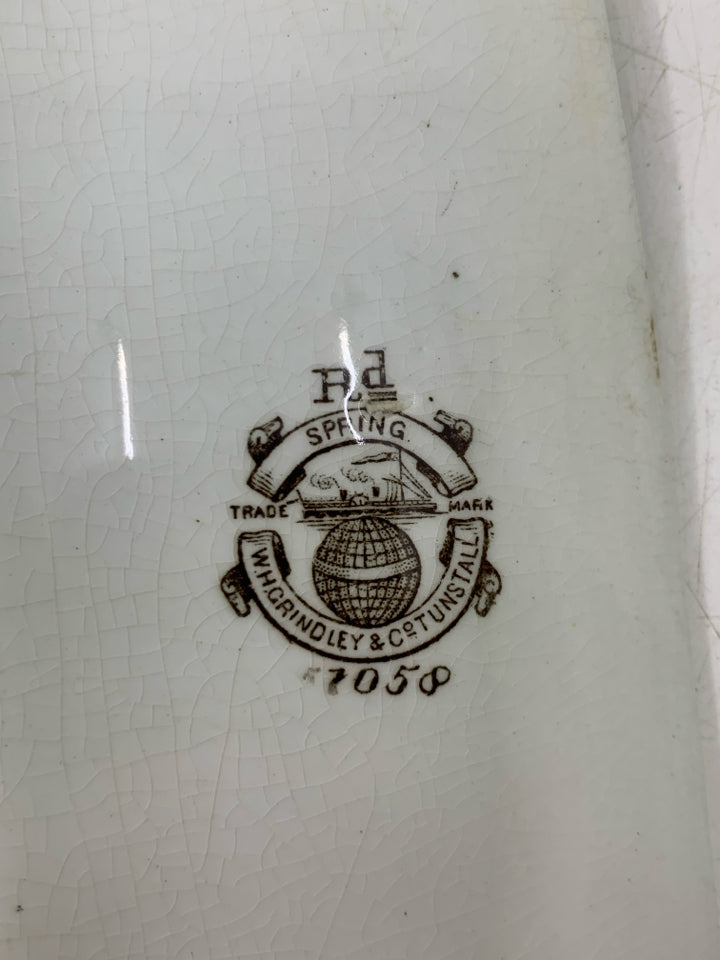 Rd
SPRING
TRADE MARK
W.H.GRINDLEY & Co TUNSTALL.
7058